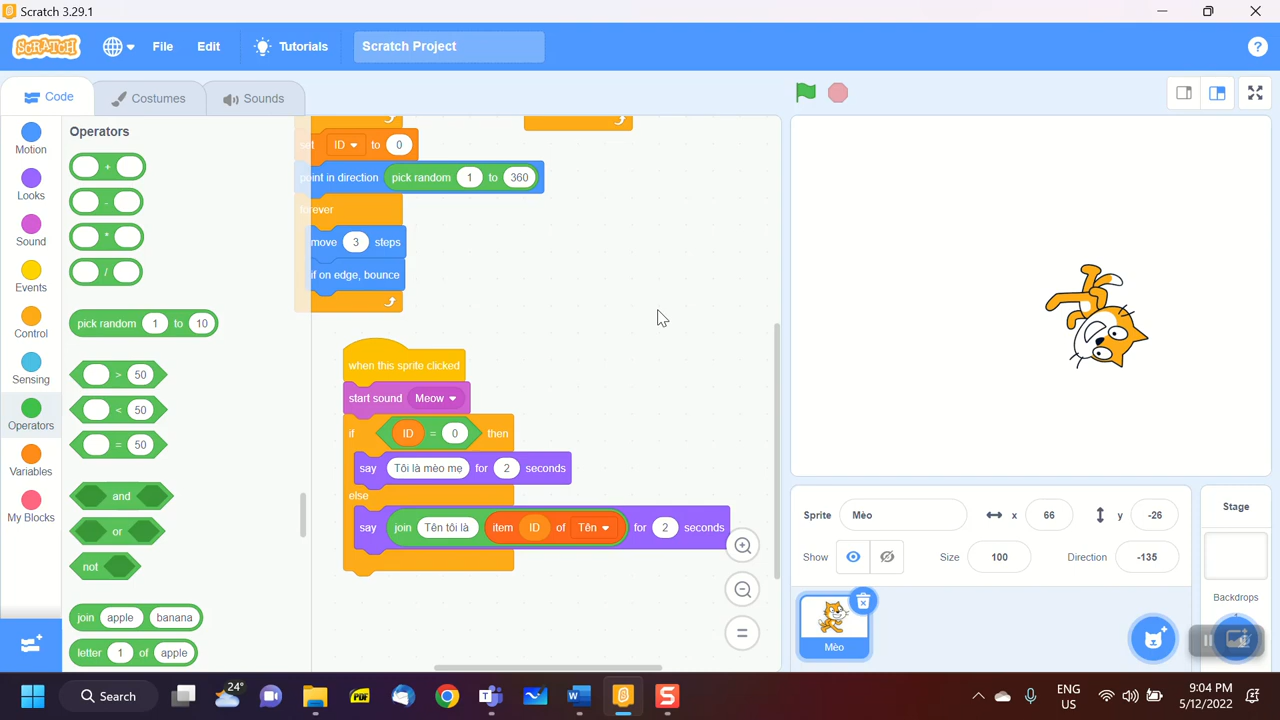 Scratch 3.29.1
SCRATCH File Edit Tutorials Scratch Project ?
Code Costumes Sounds
Motion
Looks
Sound
Events
Control
Sensing
Operators
Variables
My Blocks
Operators
+
-
*
/
pick random 1 to 10
> 50
< 50
= 50
and
or
not
join apple banana
letter 1 of apple
set ID to 0
point in direction pick random 1 to 360
forever
move 3 steps
if on edge, bounce
when this sprite clicked
start sound Meow
if ID = 0 then
say Tôi là mèo mẹ for 2 seconds
else
say join Tên tôi là item ID of Tên for 2 seconds
Sprite Mèo x 66 y -26
Show Size 100 Direction -135
Mèo
Stage
Backdrops
Search
24°
PDF
ENG
US
9:04 PM
5/12/2022